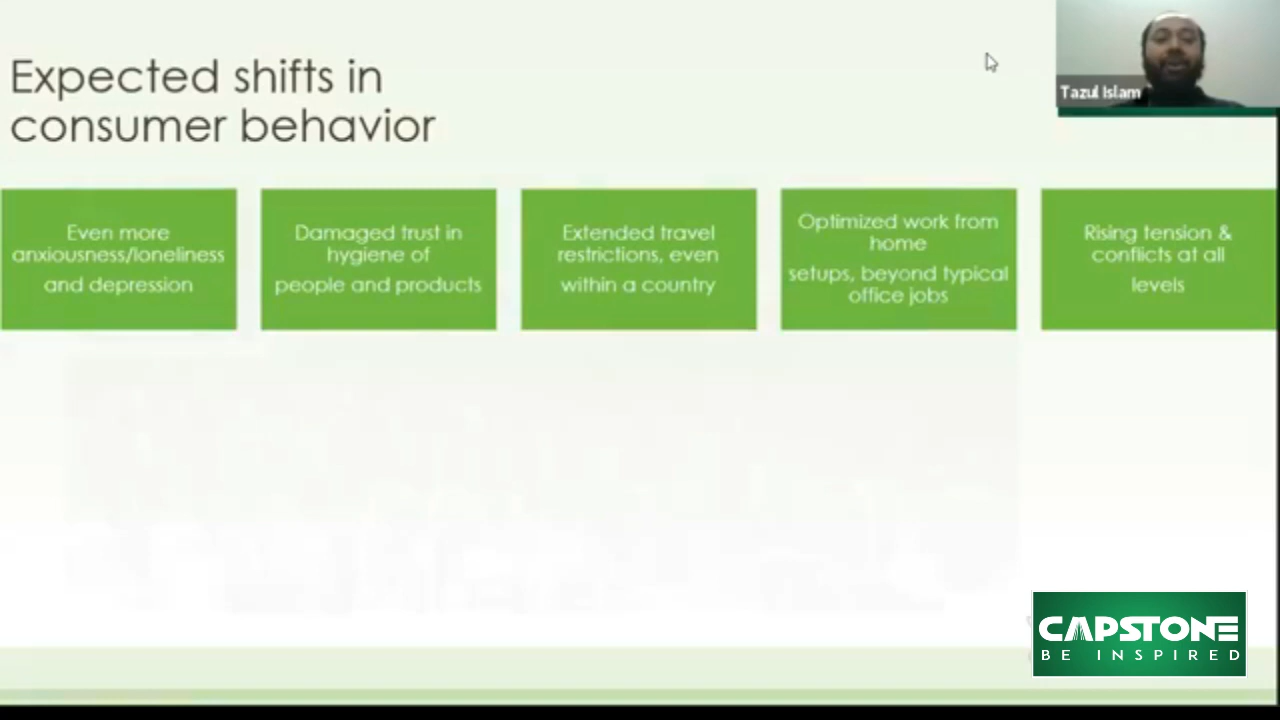 Expected shifts in
consumer behavior
Tazul Islam
Even more
anxiousness/loneliness
and depression
Damaged trust in
hygiene of
people and products
Extended travel
restrictions, even
within a country
Optimized work from
home
setups, beyond typical
office jobs
Rising tension &
conflicts at all
levels
CAPSTONE
BE INSPIRED